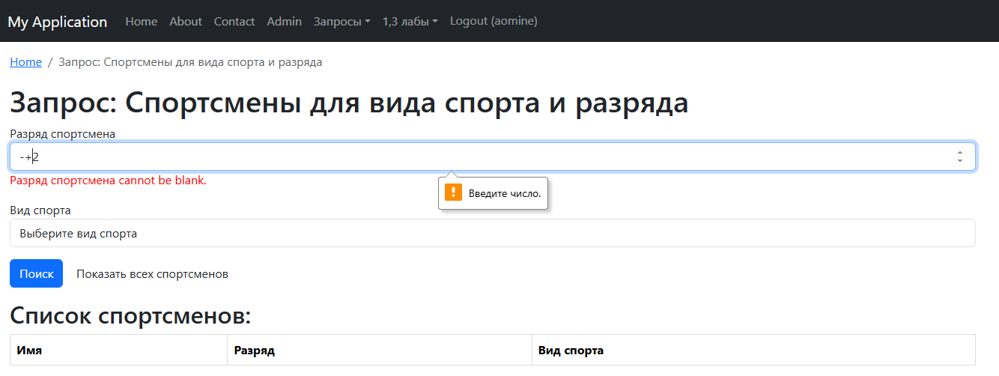 My Application Home About Contact Admin Запросы 1,3 лабы Logout (aomine)
Home / Запрос: Спортсмены для вида спорта и разряда
Запрос: Спортсмены для вида спорта и разряда
Разряд спортсмена
-+2
Разряд спортсмена cannot be blank.
Введите число.
Вид спорта
Выберите вид спорта
Поиск Показать всех спортсменов
Список спортсменов:
Имя Разряд Вид спорта